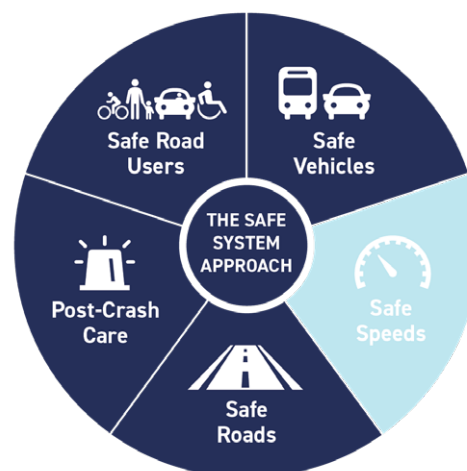 Safe Road
Users
Safe
Vehicles
THE SAFE
SYSTEM
APPROACH
Post-Crash
Care
Safe
Speeds
Safe
Roads